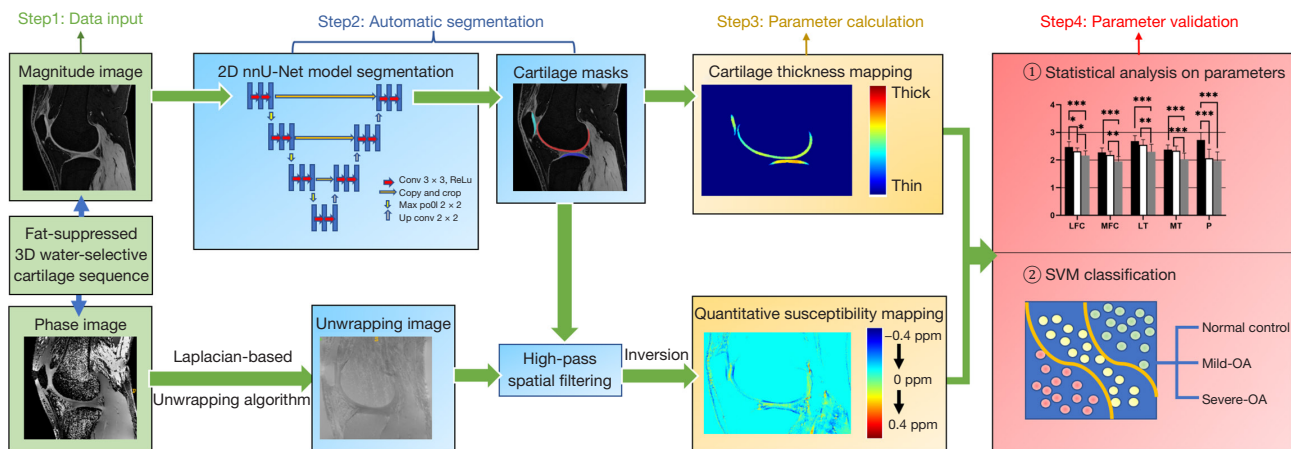 Step1: Data input
Step2: Automatic segmentation
Step3: Parameter calculation
Step4: Parameter validation
Magnitude image
2D nnU-Net model segmentation
Conv 3 × 3, ReLu
Copy and crop
Max po0l 2 × 2
Up conv 2 × 2
Cartilage masks
Cartilage thickness mapping
Thick
Thin
① Statistical analysis on parameters
*** *** *** *** ***
* * ** ** *** ***
4
3
2
1
0
LFC MFC LT MT P
Fat-suppressed
3D water-selective
cartilage sequence
Phase image
Laplacian-based
Unwrapping algorithm
Unwrapping image
High-pass
spatial filtering
Inversion
Quantitative susceptibility mapping
−0.4 ppm
0 ppm
0.4 ppm
② SVM classification
Normal control
Mild-OA
Severe-OA